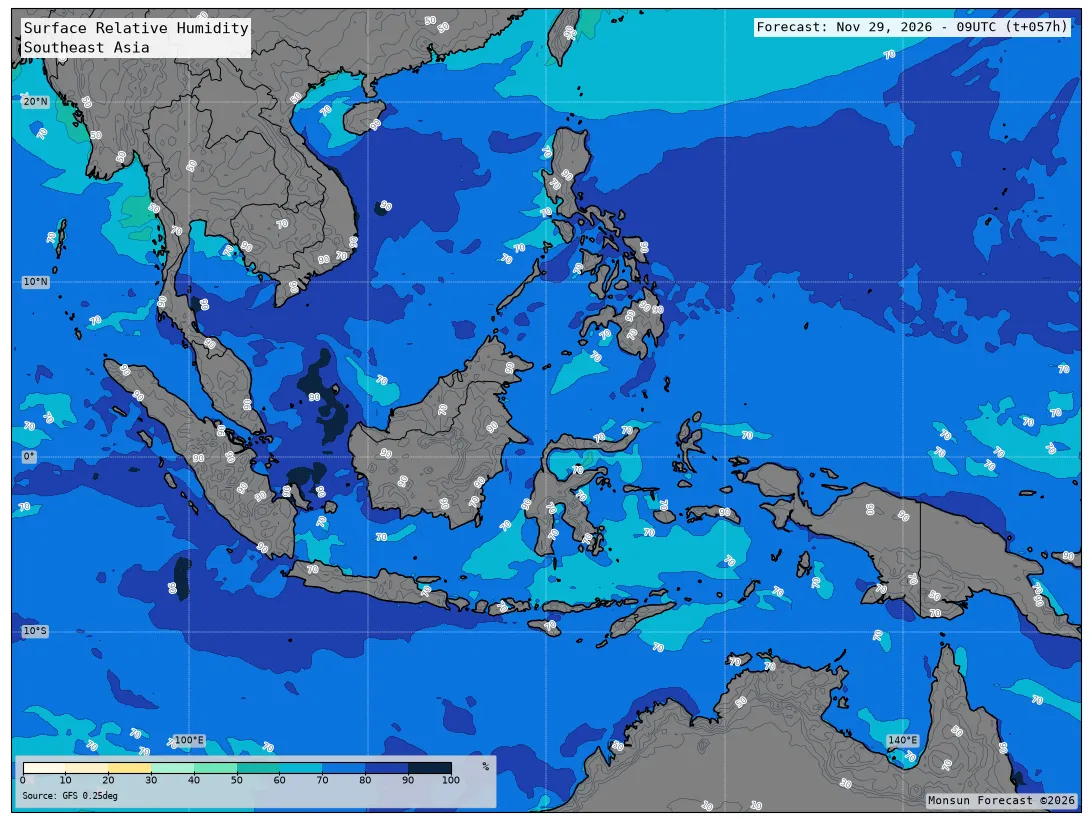 Surface Relative Humidity
Southeast Asia
Forecast: Nov 29, 2026 - 09UTC (t+057h)
20°N
10°N
0°
10°S
100°E
140°E
%
0 10 20 30 40 50 60 70 80 90 100
Source: GFS 0.25deg
Monsun Forecast ©2026